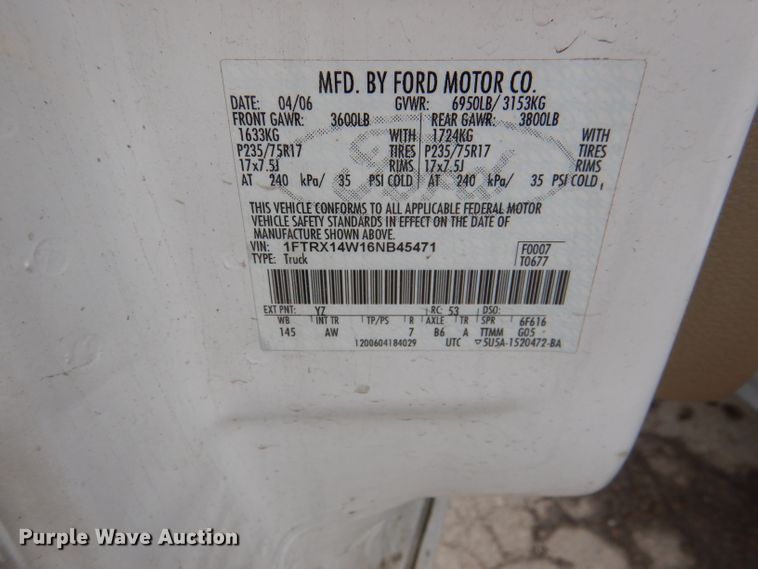 MFD. BY FORD MOTOR CO.
DATE: 04/06 GVWR: 6950LB/3153KG
FRONT GAWR: 3600LB REAR GAWR: 3800LB
1633KG WITH 1724KG WITH
P235/75R17 TIRES P235/75R17 TIRES
17x7.5J RIMS 17x7.5J RIMS
AT 240 kPa/ 35 PSI COLD AT 240 kPa/ 35 PSI COLD
THIS VEHICLE CONFORMS TO ALL APPLICABLE FEDERAL MOTOR
VEHICLE SAFETY STANDARDS IN EFFECT ON THE DATE OF
MANUFACTURE SHOWN ABOVE.
VIN: 1FTRX14W16NB45471 F0007
TYPE: Truck T0677
EXT PNT: YZ RC: 53 DSO:
WB INT TR TP/PS R AXLE TR SPR 6F616
145 AW 7 B6 A TTMM G05
1200604184029 UTC ▽5U5A-1520472-BA
Purple Wave Auction